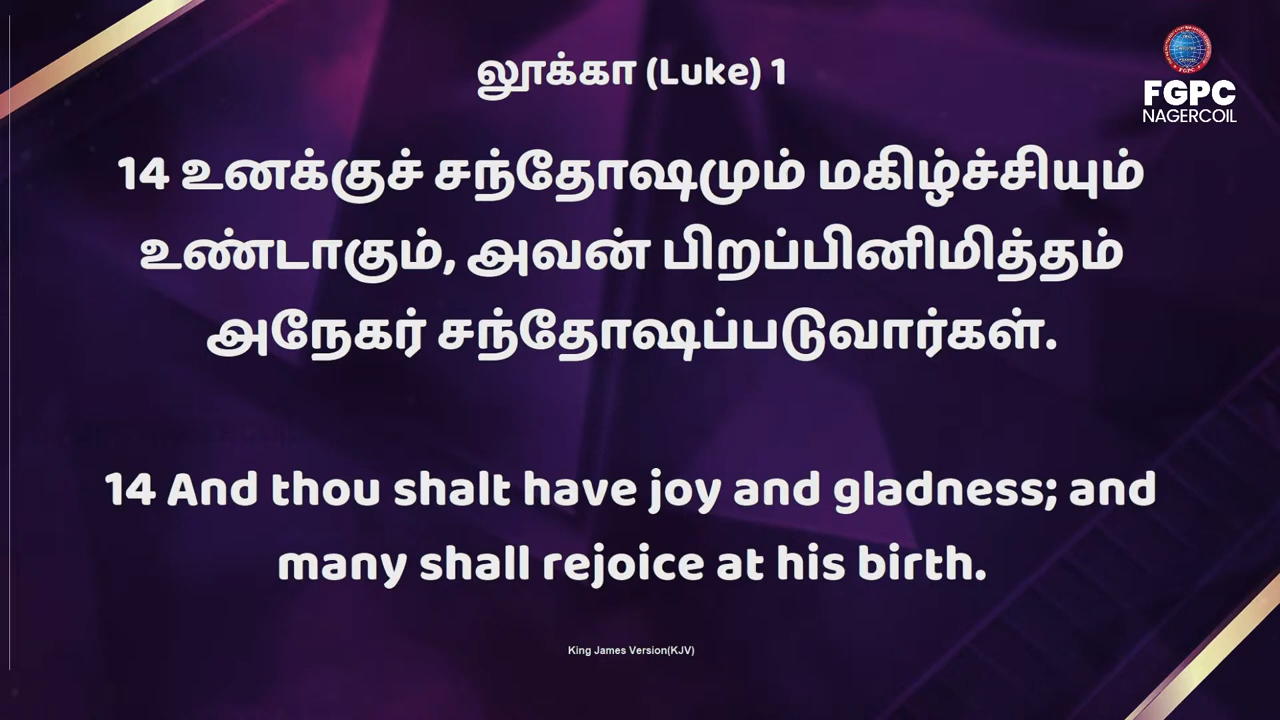 லூக்கா (Luke) 1
FGPC
NAGERCOIL
14 உனக்குச் சந்தோஷமும் மகிழ்ச்சியும்
உண்டாகும், அவன் பிறப்பினிமித்தம்
அநேகர் சந்தோஷப்படுவார்கள்.
14 And thou shalt have joy and gladness; and
many shall rejoice at his birth.
King James Version(KJV)